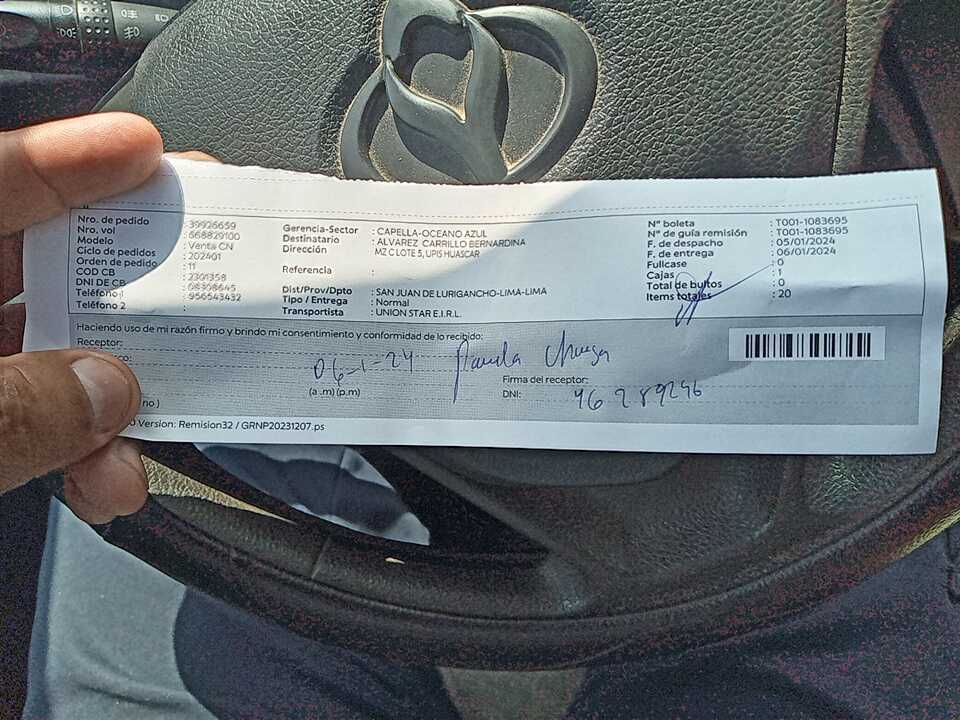 Nro. de pedido : 39926659
Nro. vol : 668829100
Modelo : Venta CN
Ciclo de pedidos : 202401
Orden de pedido : 11
COD CB : 2301358
DNI DE CB
Teléfono 1 : 956543432
Teléfono 2 :
Gerencia-Sector : CAPELLA-OCEANO AZUL
Destinatario : ALVAREZ CARRILLO BERNARDINA
Dirección : MZ C LOTE 5, UPIS HUASCAR
Referencia :
Dist/Prov/Dpto : SAN JUAN DE LURIGANCHO-LIMA-LIMA
Tipo / Entrega : Normal
Transportista : UNION STAR E.I.R.L.
Nº boleta : T001-1083695
Nº de guía remisión : T001-1083695
F. de despacho : 05/01/2024
F. de entrega : 06/01/2024
Fullcase : 0
Cajas : 1
Total de bultos : 0
Items totales : 20
Haciendo uso de mi razón firmo y brindo mi consentimiento y conformidad de lo recibido:
Receptor:
06-1-24
(a .m) (p.m)
Firma del receptor:
DNI: 46289246
no.)
Version: Remision32 / GRNP20231207.ps